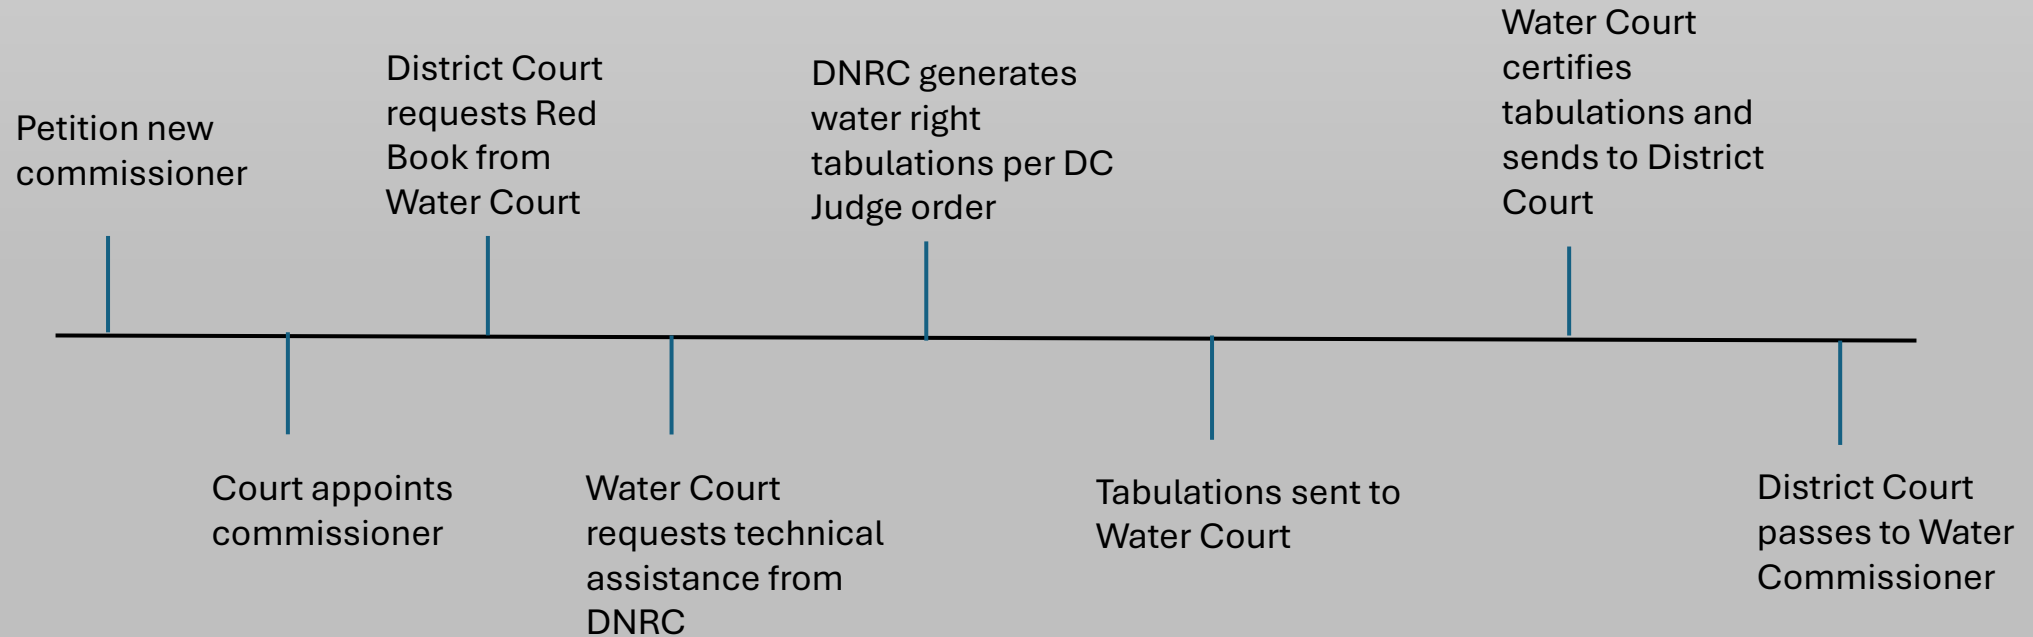 Petition new
commissioner
Court appoints
commissioner
District Court
requests Red
Book from
Water Court
Water Court
requests technical
assistance from
DNRC
DNRC generates
water right
tabulations per DC
Judge order
Tabulations sent to
Water Court
Water Court
certifies
tabulations and
sends to District
Court
District Court
passes to Water
Commissioner